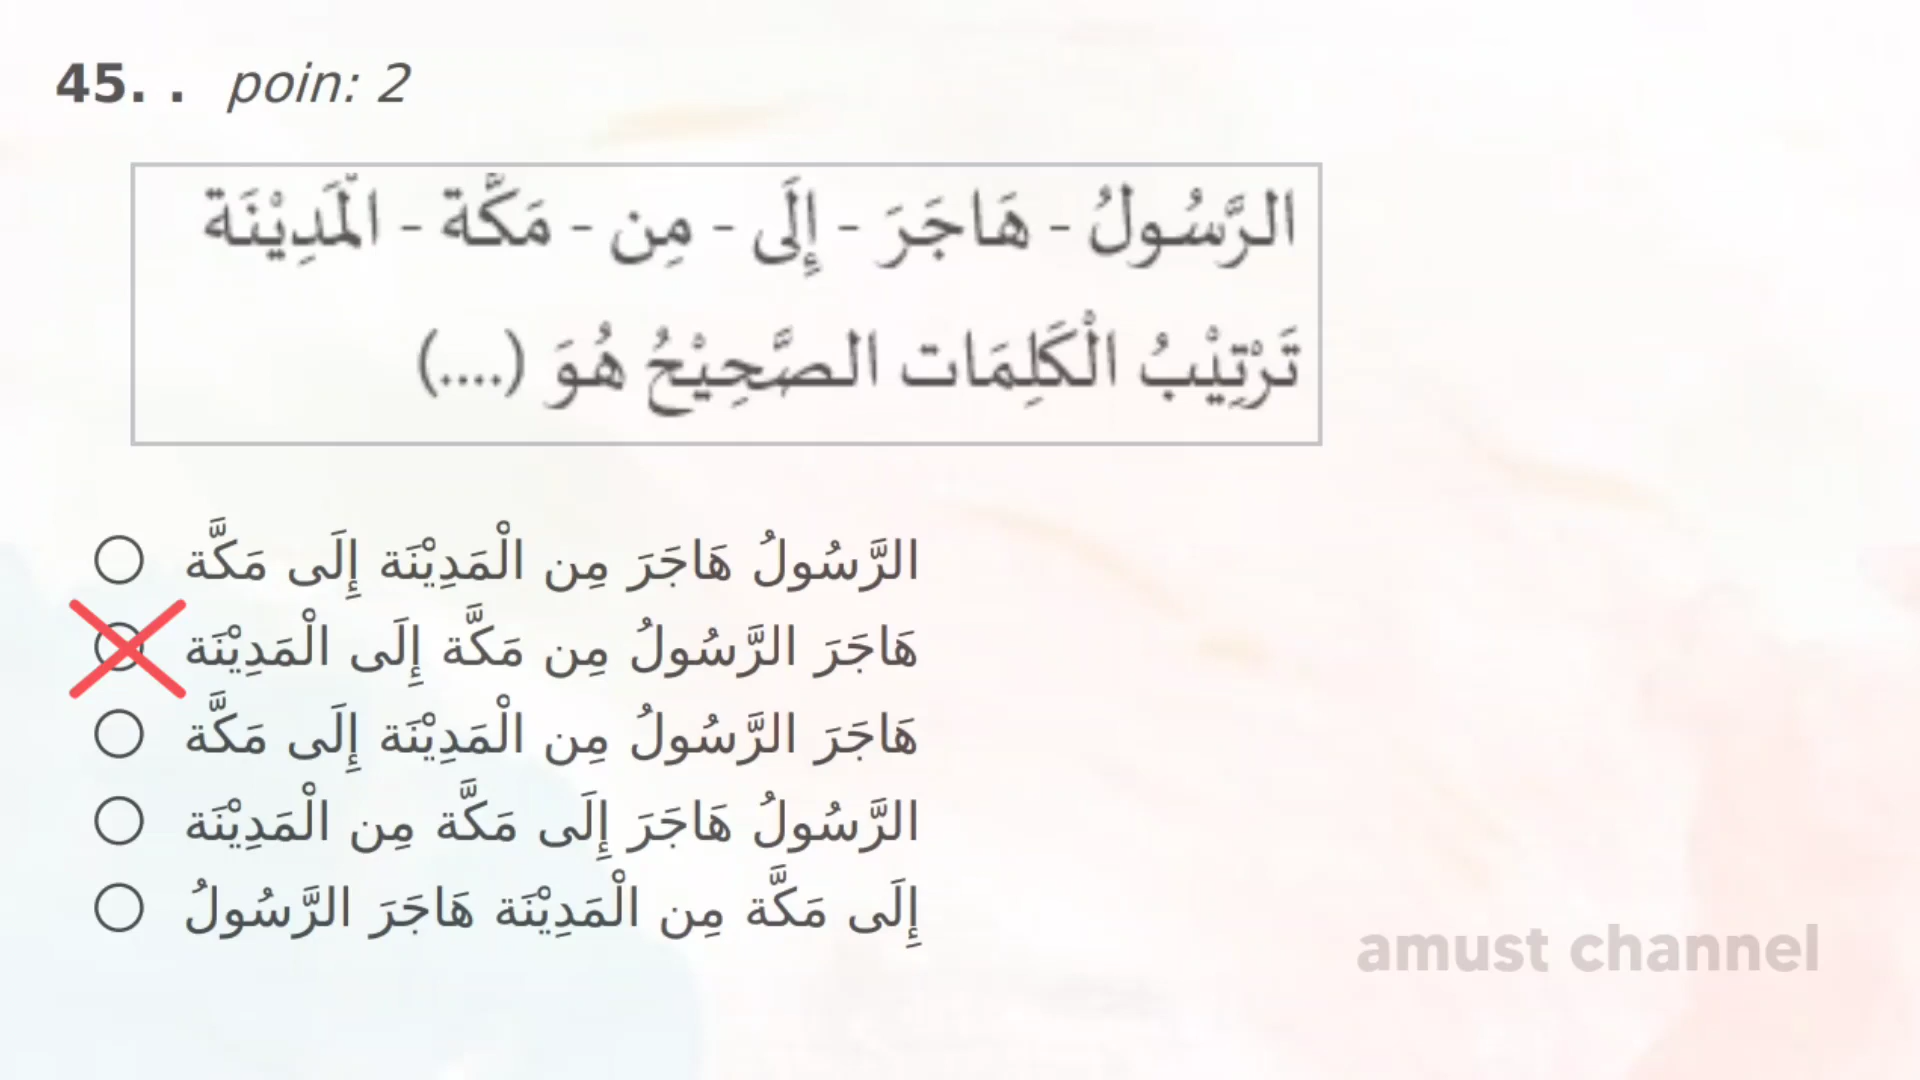 45. . poin: 2
الرَّسُولُ - هَاجَرَ - إِلَى - مِن - مَكَّة - الْمَدِيْنَة
تَرْتِيْبُ الْكَلِمَات الصَّحِيْحُ هُوَ (....)
الرَّسُولُ هَاجَرَ مِن الْمَدِيْنَة إِلَى مَكَّة
هَاجَرَ الرَّسُولُ مِن مَكَّة إِلَى الْمَدِيْنَة
هَاجَرَ الرَّسُولُ مِن الْمَدِيْنَة إِلَى مَكَّة
الرَّسُولُ هَاجَرَ إِلَى مَكَّة مِن الْمَدِيْنَة
إِلَى مَكَّة مِن الْمَدِيْنَة هَاجَرَ الرَّسُولُ
amust channel